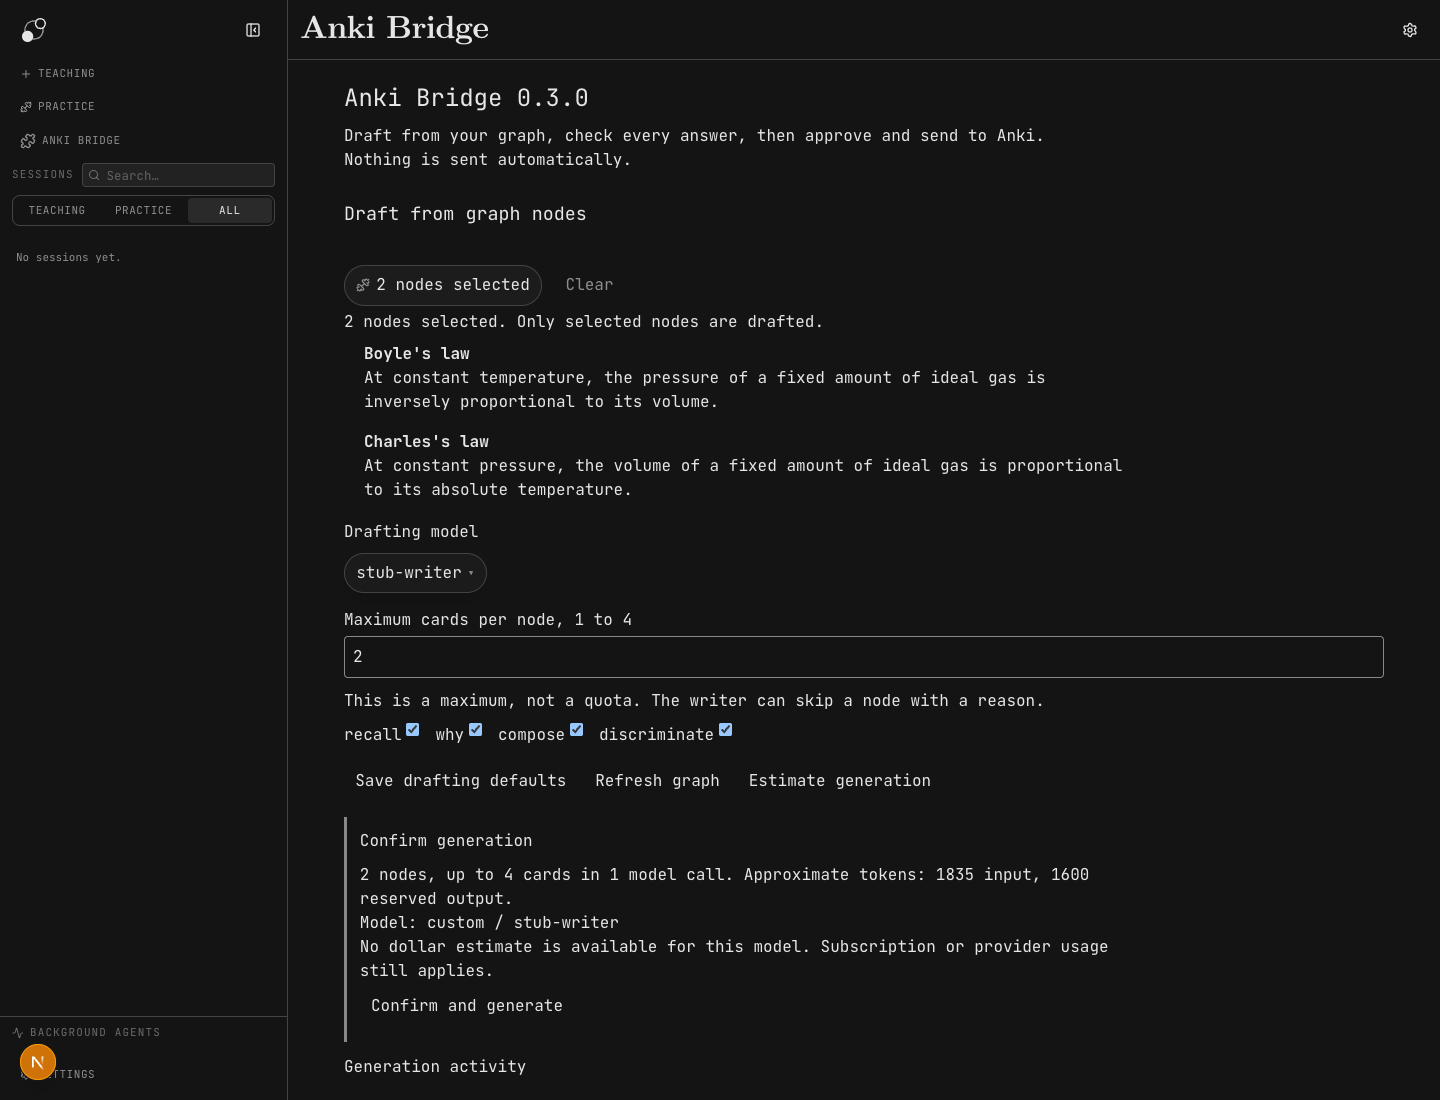 Anki Bridge
TEACHING
PRACTICE
ANKI BRIDGE
SESSIONS
Search…
TEACHING PRACTICE ALL
No sessions yet.
BACKGROUND AGENTS
N
Anki Bridge 0.3.0
Draft from your graph, check every answer, then approve and send to Anki.
Nothing is sent automatically.
Draft from graph nodes
2 nodes selected Clear
2 nodes selected. Only selected nodes are drafted.
Boyle's law
At constant temperature, the pressure of a fixed amount of ideal gas is
inversely proportional to its volume.
Charles's law
At constant pressure, the volume of a fixed amount of ideal gas is proportional
to its absolute temperature.
Drafting model
stub-writer
Maximum cards per node, 1 to 4
2
This is a maximum, not a quota. The writer can skip a node with a reason.
recall why compose discriminate
Save drafting defaults Refresh graph Estimate generation
Confirm generation
2 nodes, up to 4 cards in 1 model call. Approximate tokens: 1835 input, 1600
reserved output.
Model: custom / stub-writer
No dollar estimate is available for this model. Subscription or provider usage
still applies.
Confirm and generate
Generation activity